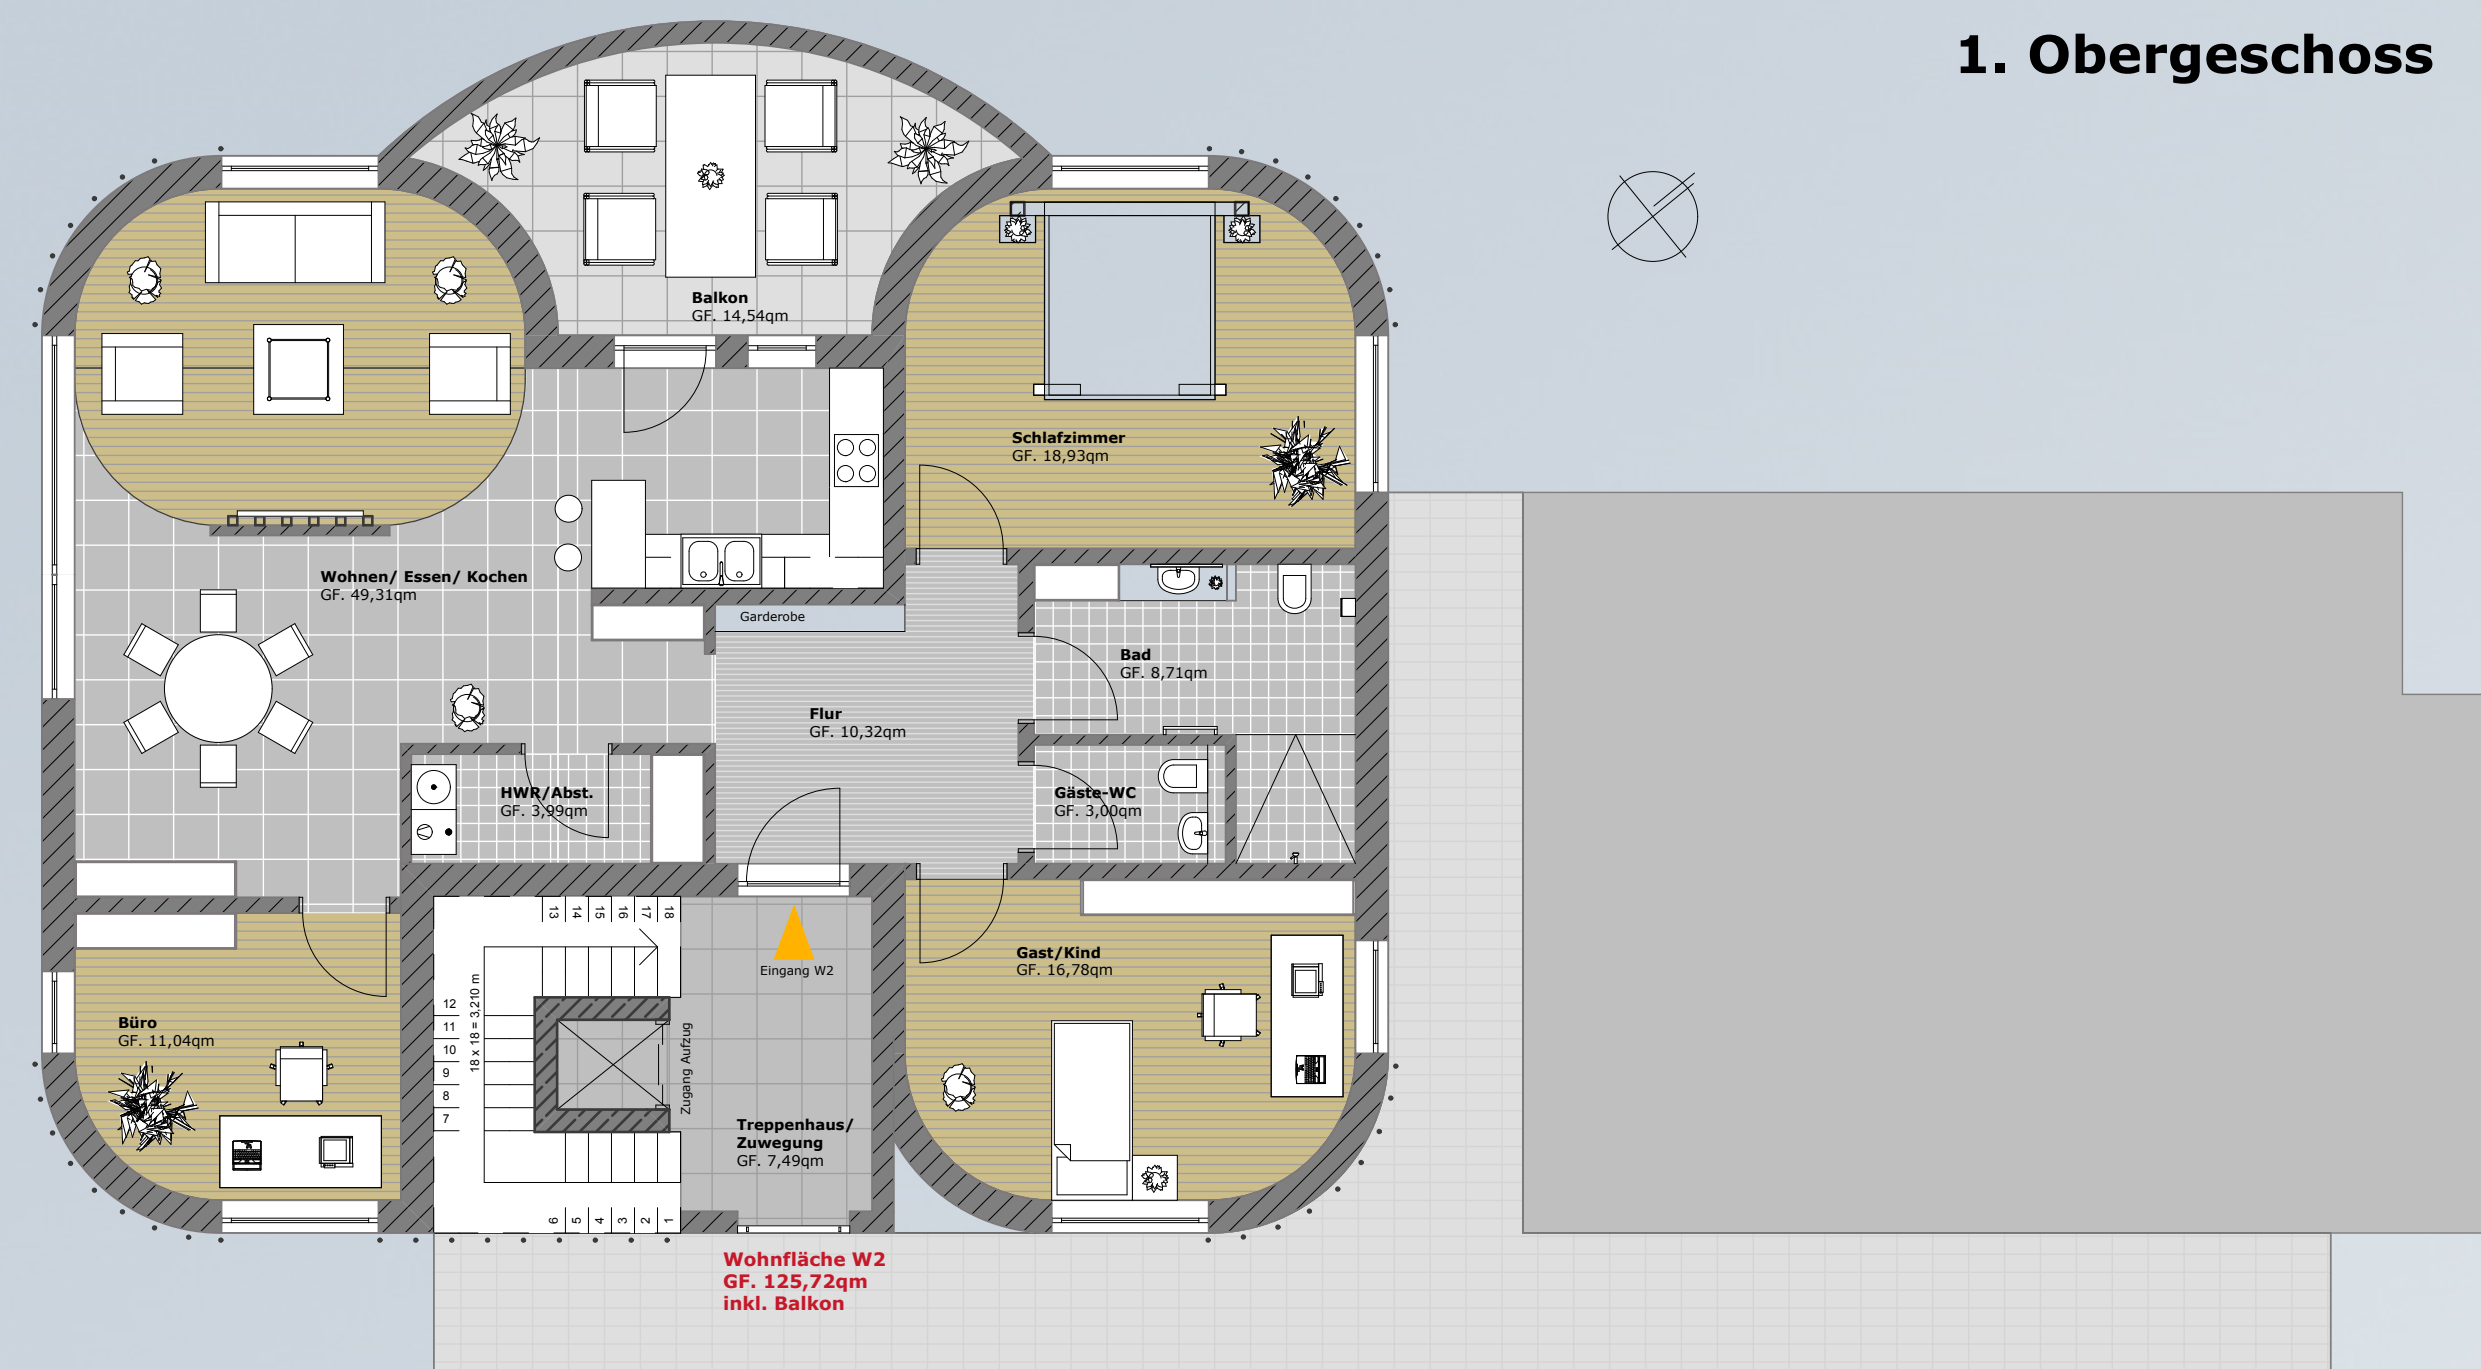 1. Obergeschoss
Balkon
GF. 14,54qm
Schlafzimmer
GF. 18,93qm
Wohnen/ Essen/ Kochen
GF. 49,31qm
Garderobe
Bad
GF. 8,71qm
Flur
GF. 10,32qm
HWR/Abst.
GF. 3,99qm
Gäste-WC
GF. 3,00qm
13
14
15
16
17
18
Eingang W2
Gast/Kind
GF. 16,78qm
Büro
GF. 11,04qm
12
11
10
9
8
7
18 x 18 = 3,210 m
Zugang Aufzug
Treppenhaus/
Zuwegung
GF. 7,49qm
6
5
4
3
2
1
Wohnfläche W2
GF. 125,72qm
inkl. Balkon